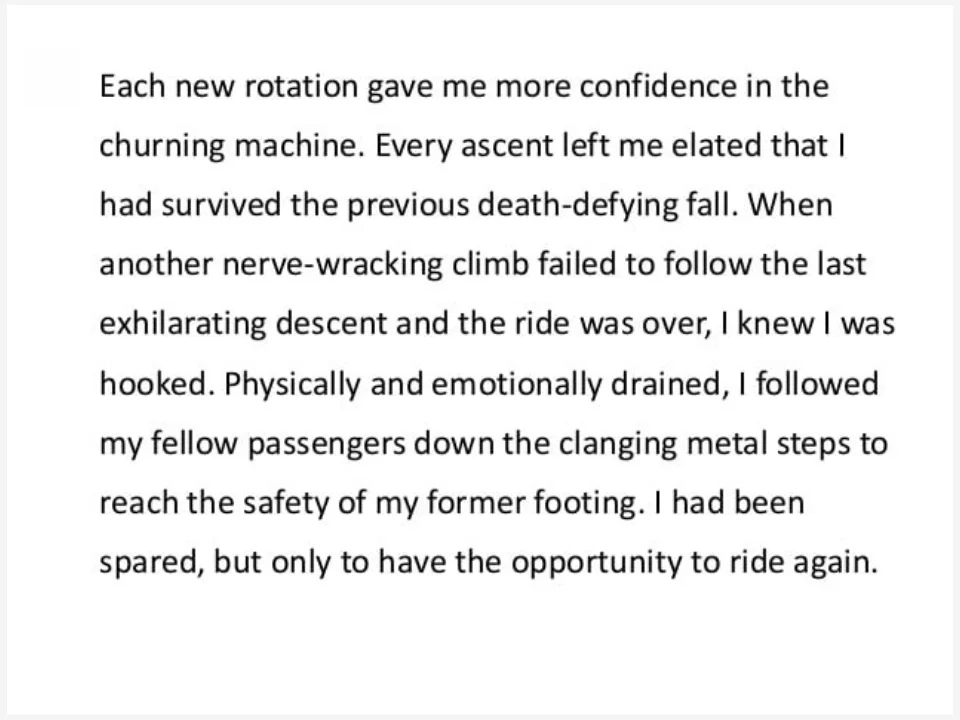 Each new rotation gave me more confidence in the
churning machine. Every ascent left me elated that I
had survived the previous death-defying fall. When
another nerve-wracking climb failed to follow the last
exhilarating descent and the ride was over, I knew I was
hooked. Physically and emotionally drained, I followed
my fellow passengers down the clanging metal steps to
reach the safety of my former footing. I had been
spared, but only to have the opportunity to ride again.